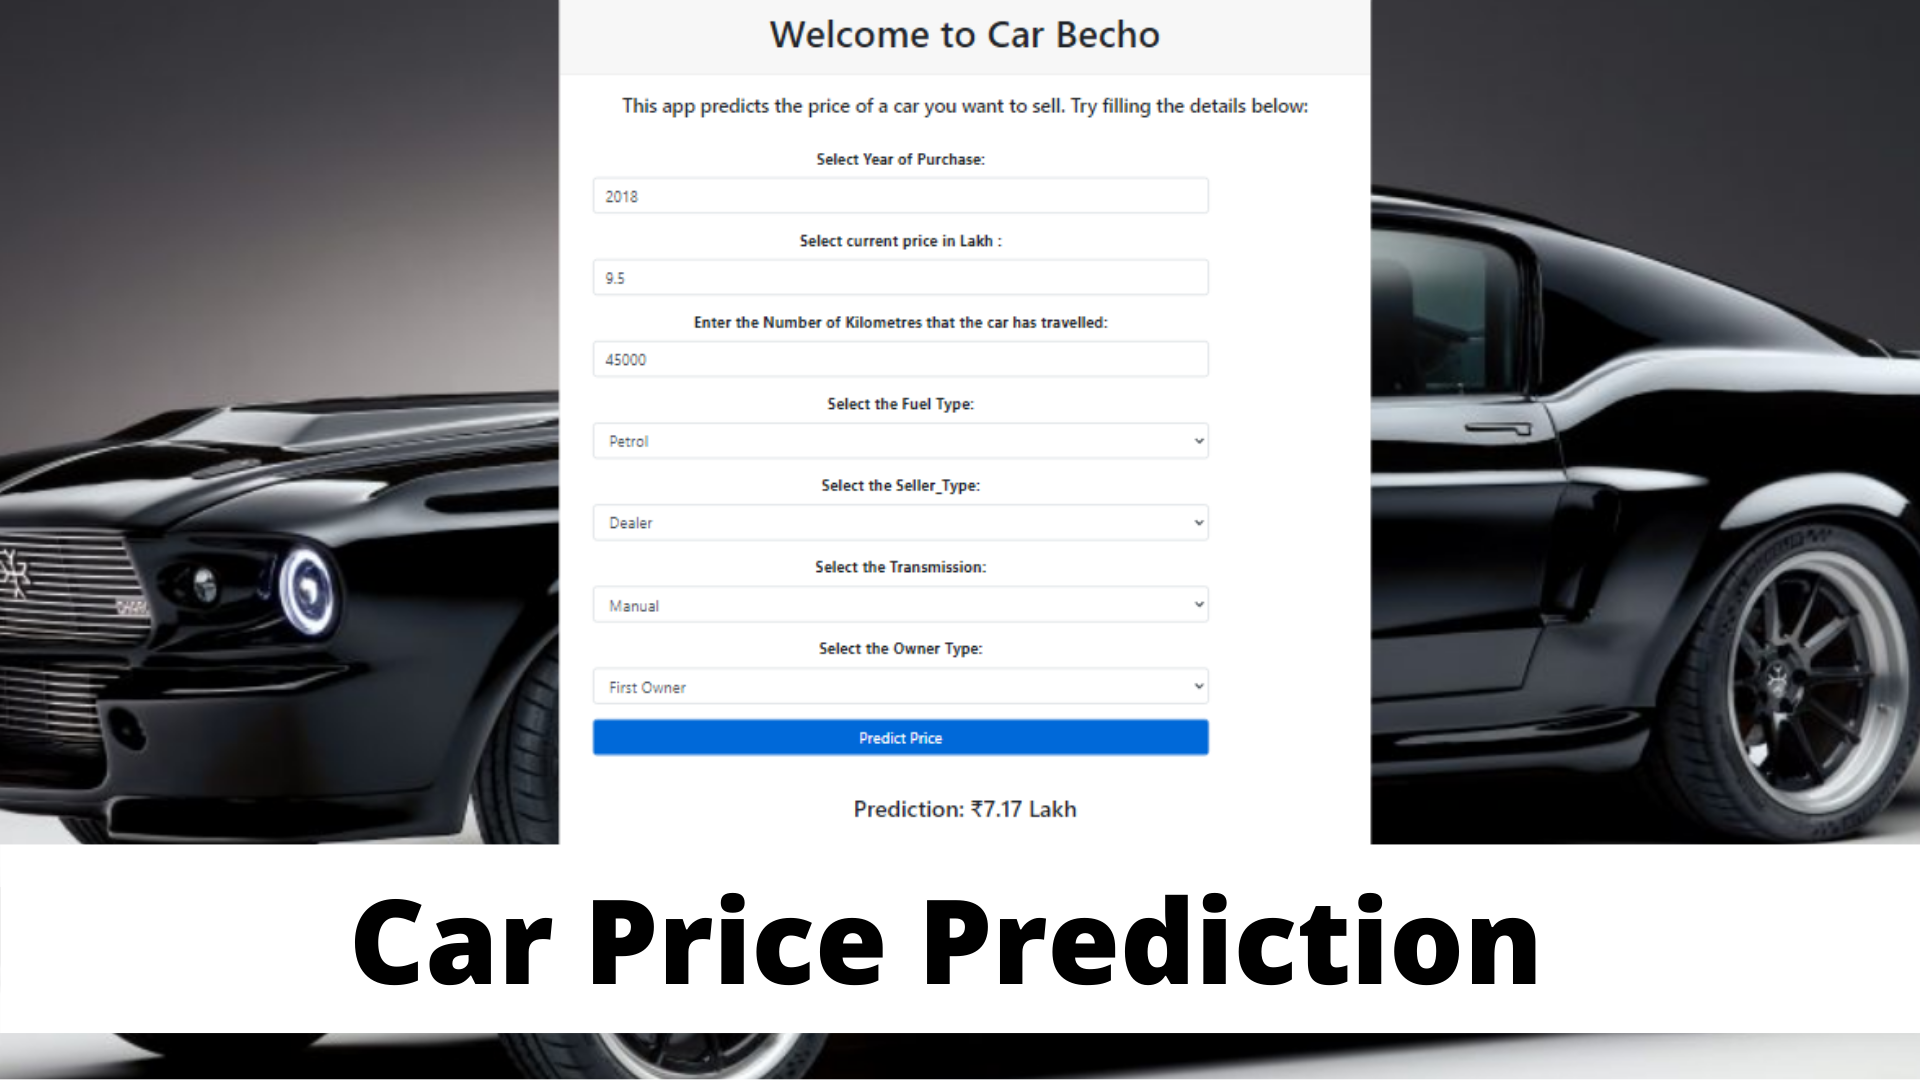 Welcome to Car Becho
This app predicts the price of a car you want to sell. Try filling the details below:
Select Year of Purchase:
2018
Select current price in Lakh :
9.5
Enter the Number of Kilometres that the car has travelled:
45000
Select the Fuel Type:
Petrol
Select the Seller_Type:
Dealer
Select the Transmission:
Manual
Select the Owner Type:
First Owner
Predict Price
Prediction: ₹7.17 Lakh
Car Price Prediction